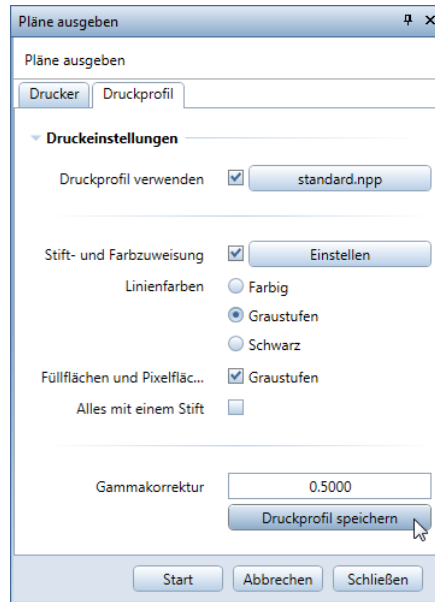 Pläne ausgeben
Pläne ausgeben
Drucker Druckprofil
Druckeinstellungen
Druckprofil verwenden standard.npp
Stift- und Farbzuweisung Einstellen
Linienfarben Farbig
Graustufen
Schwarz
Füllflächen und Pixelfläc... Graustufen
Alles mit einem Stift
Gammakorrektur 0.5000
Druckprofil speichern
Start Abbrechen Schließen